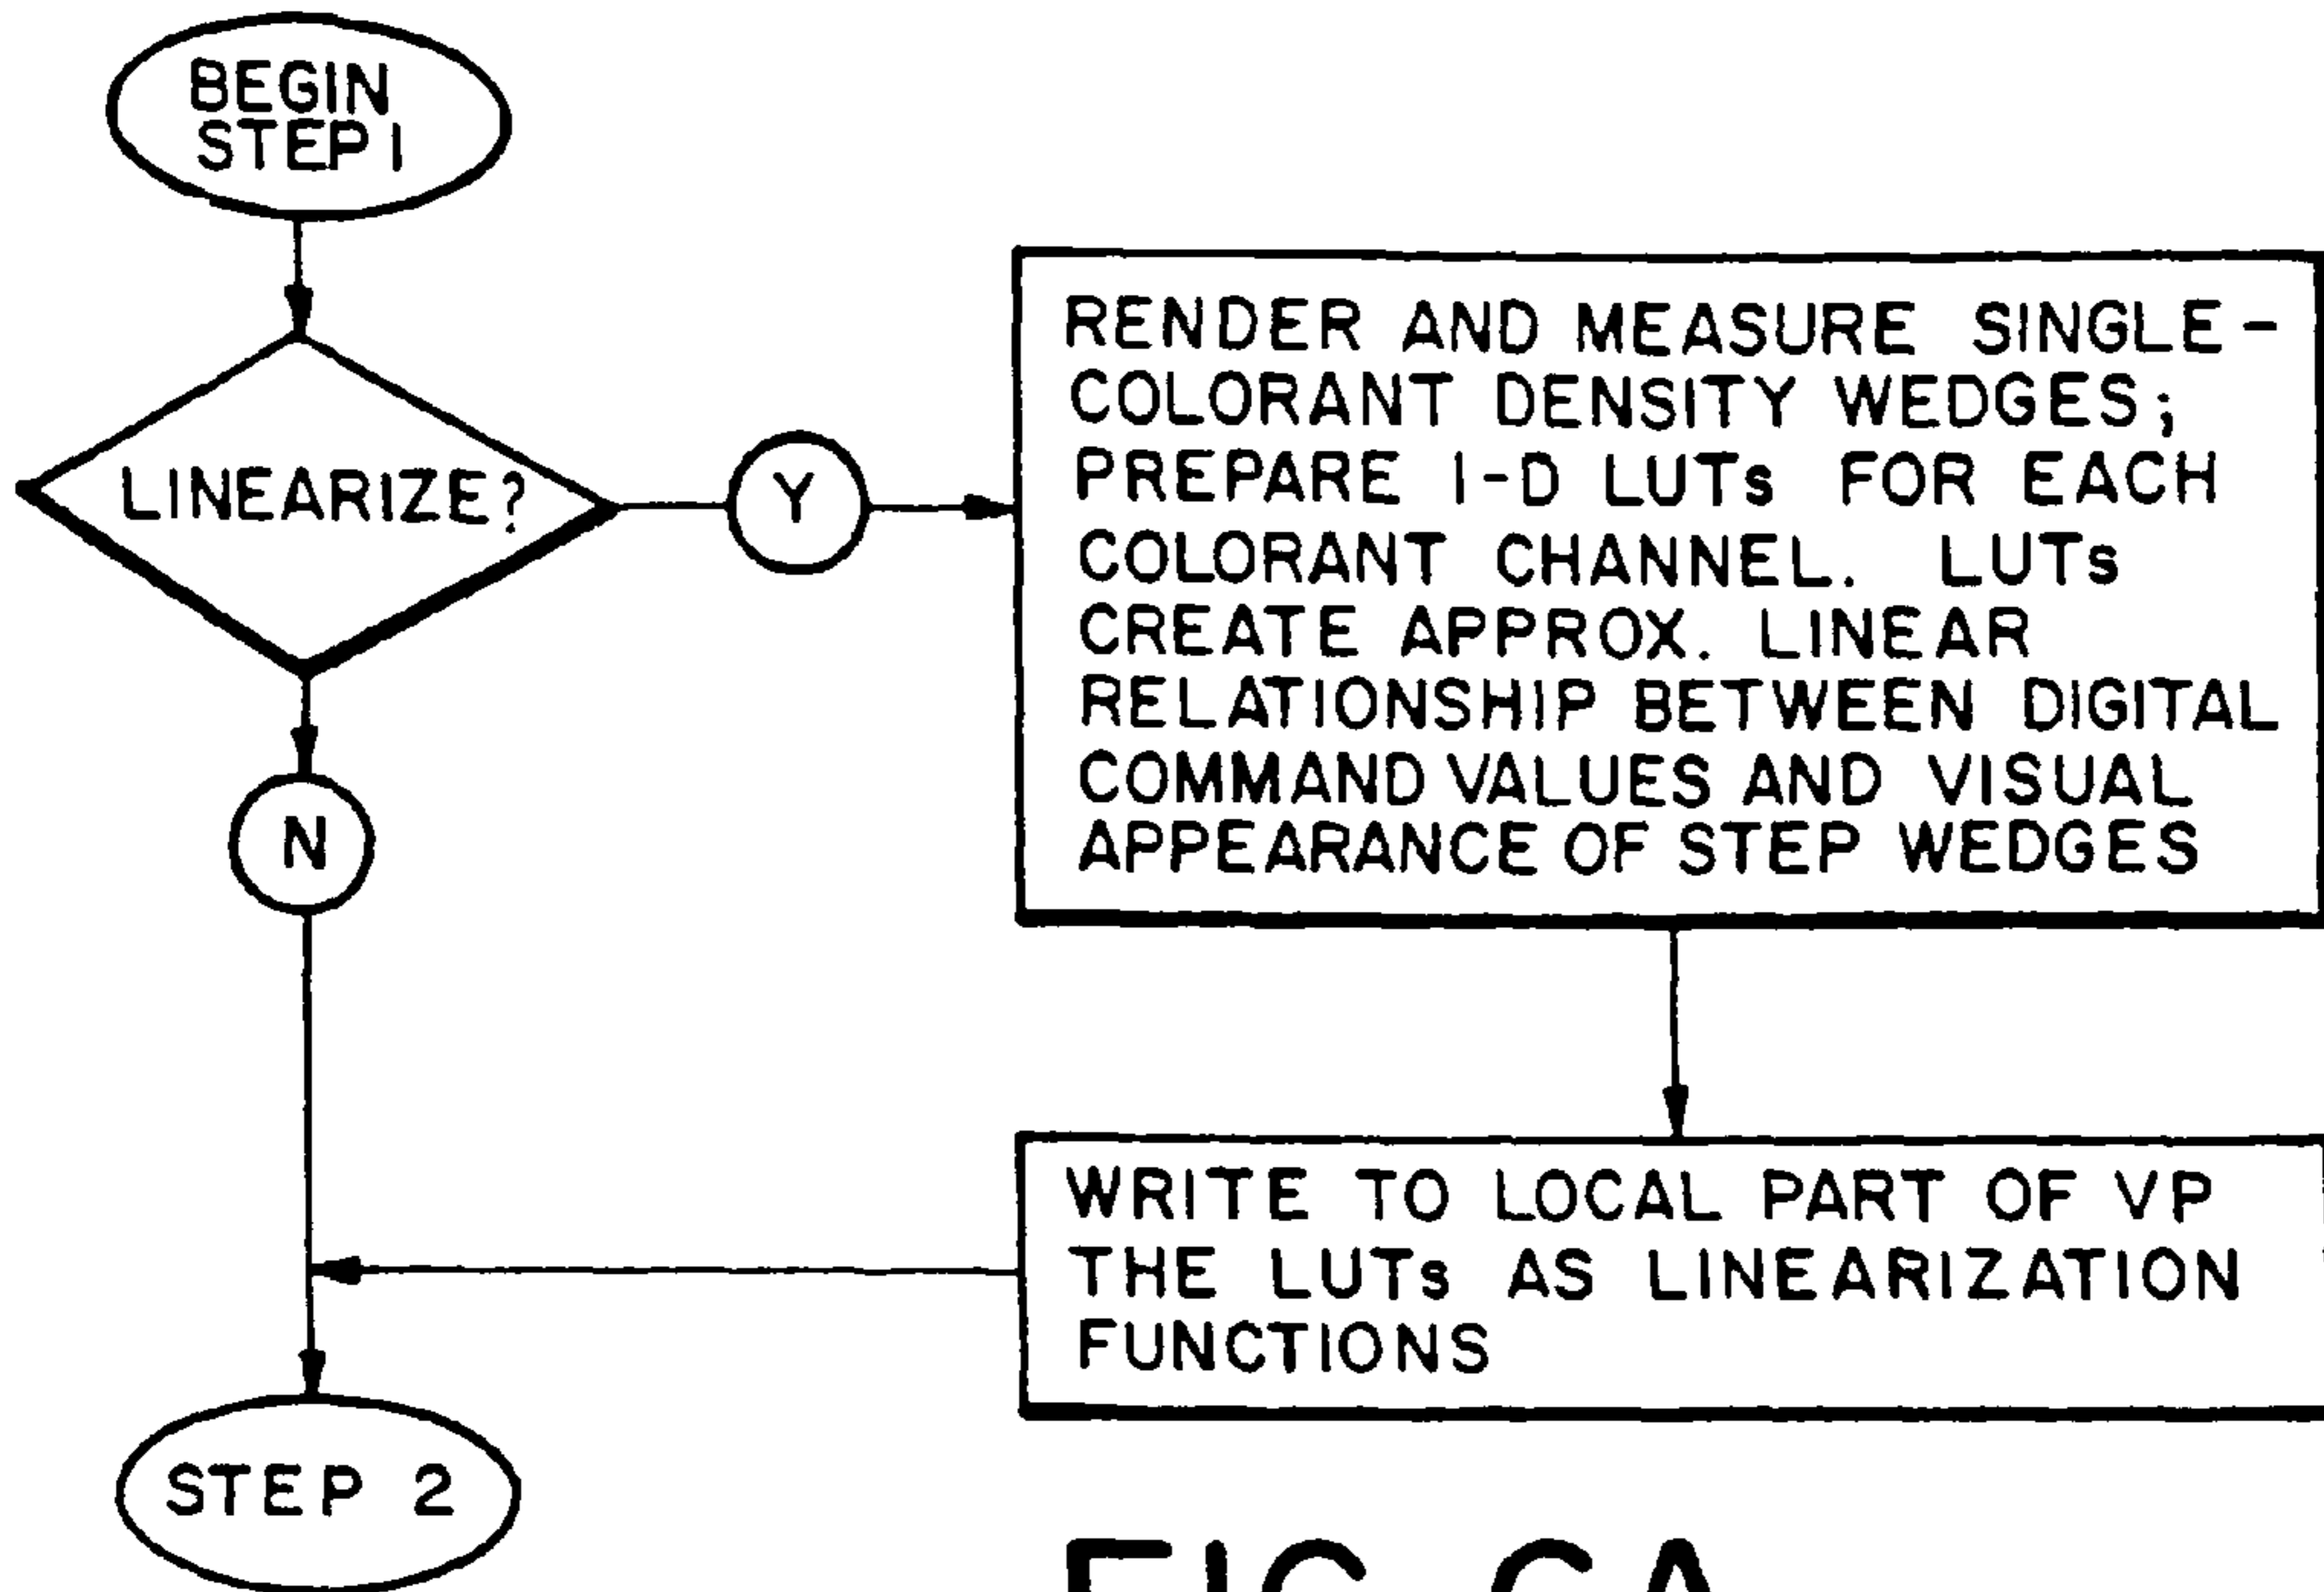 BEGIN
STEP 1
LINEARIZE?
Y
N
RENDER AND MEASURE SINGLE-
COLORANT DENSITY WEDGES;
PREPARE 1-D LUTs FOR EACH
COLORANT CHANNEL. LUTs
CREATE APPROX. LINEAR
RELATIONSHIP BETWEEN DIGITAL
COMMAND VALUES AND VISUAL
APPEARANCE OF STEP WEDGES
WRITE TO LOCAL PART OF VP
THE LUTs AS LINEARIZATION
FUNCTIONS
STEP 2